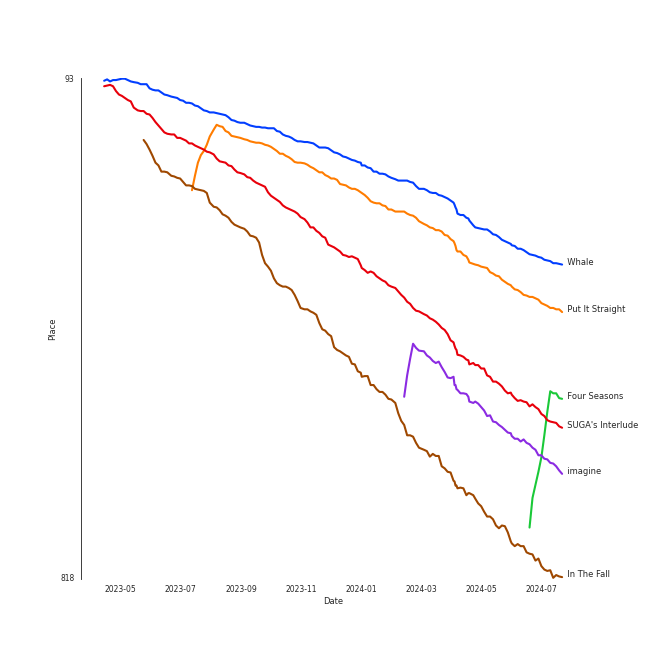 93
Place
818
Whale
Put It Straight
Four Seasons
SUGA's Interlude
imagine
In The Fall
2023-05 2023-07 2023-09 2023-11 2024-01 2024-03 2024-05 2024-07
Date